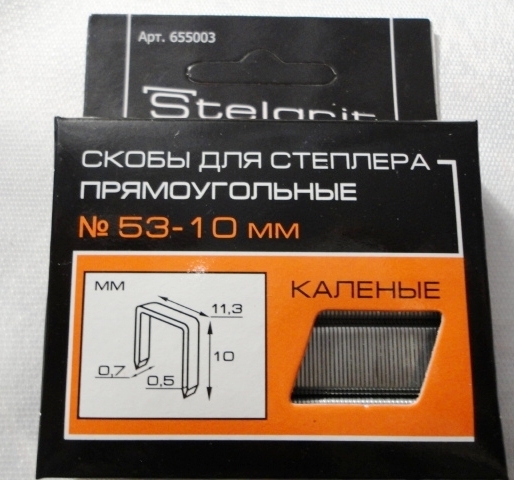 Арт. 655003
Stelgrit
СКОБЫ ДЛЯ СТЕПЛЕРА
ПРЯМОУГОЛЬНЫЕ
№ 53-10 мм
мм
11,3
10
0,7
0,5
КАЛЕНЫЕ